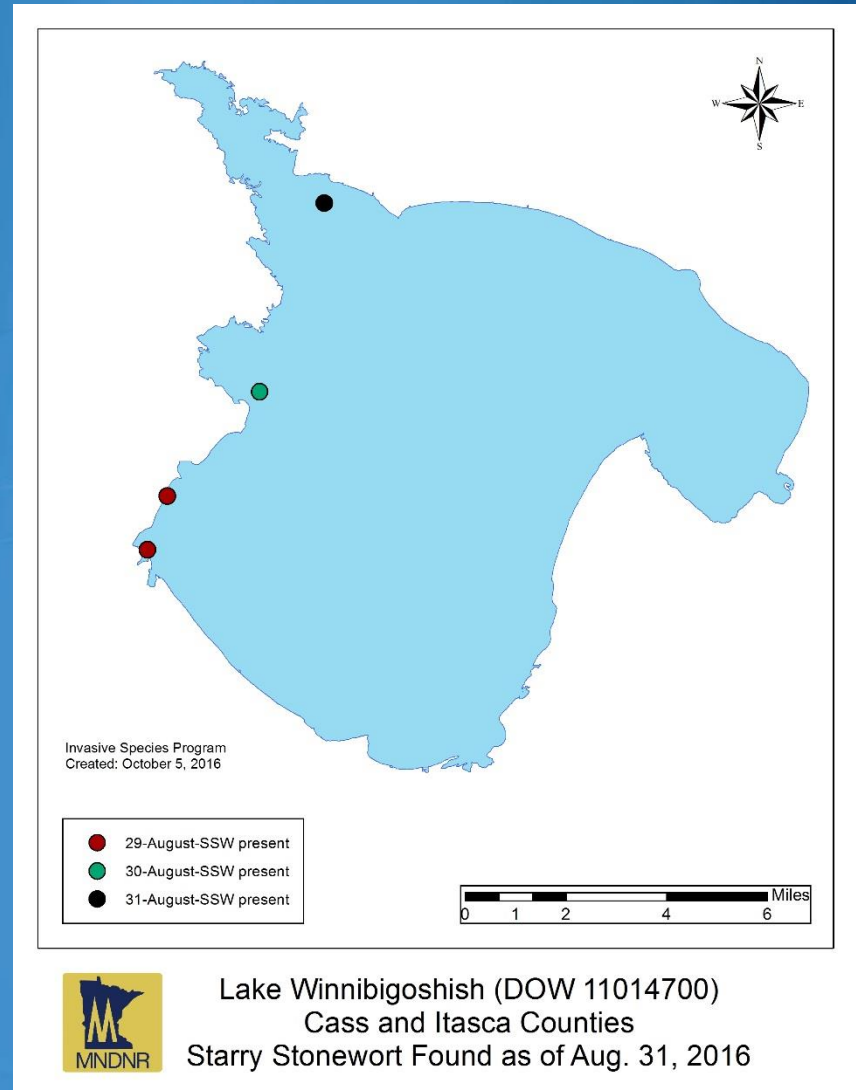 N
W E
S
Invasive Species Program
Created: October 5, 2016
29-August-SSW present
30-August-SSW present
31-August-SSW present
Miles
0 1 2 4 6
MNDNR
Lake Winnibigoshish (DOW 11014700)
Cass and Itasca Counties
Starry Stonewort Found as of Aug. 31, 2016